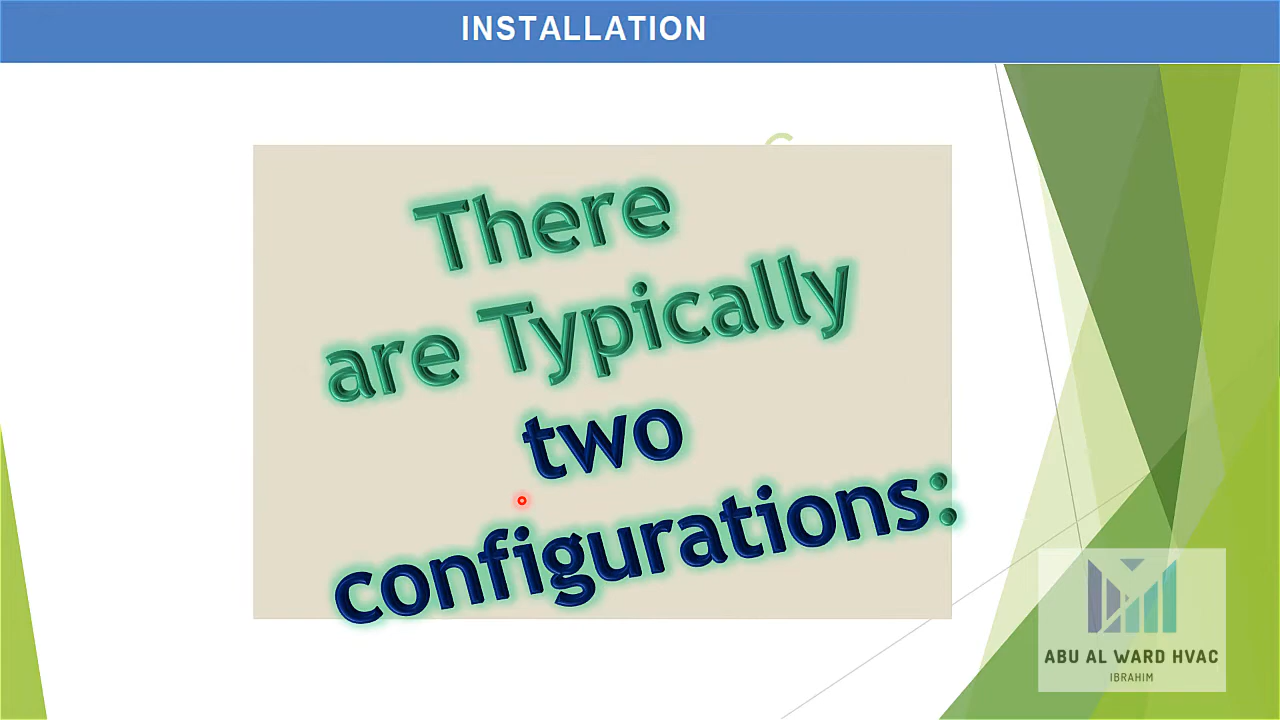 INSTALLATION
There
are Typically
two
configurations:
ABU AL WARD HVAC
IBRAHIM